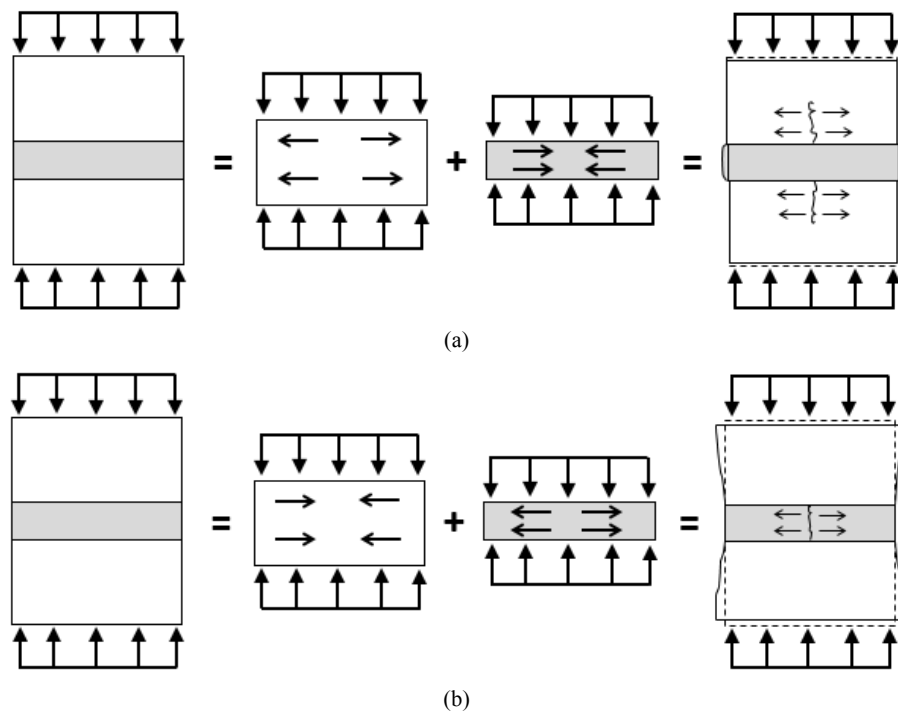 = + =
(a)
= + =
(b)